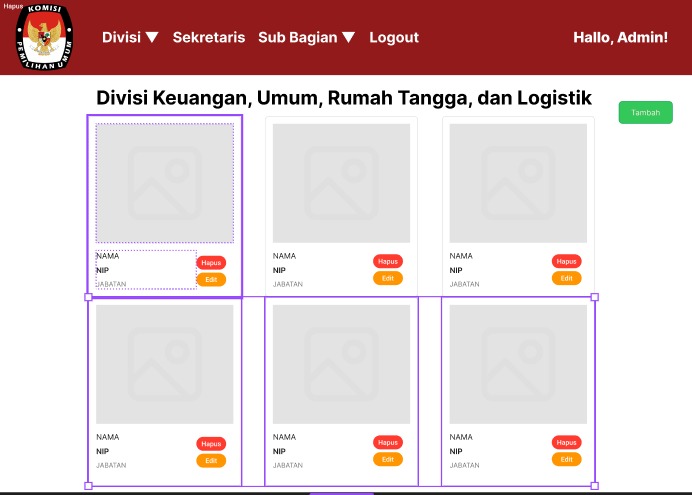 Hapus
KOMISI
PEMILIHAN UMUM
Divisi ▼ Sekretaris Sub Bagian ▼ Logout
Hallo, Admin!
Divisi Keuangan, Umum, Rumah Tangga, dan Logistik
Tambah
NAMA
NIP
JABATAN
Hapus
Edit
NAMA
NIP
JABATAN
Hapus
Edit
NAMA
NIP
JABATAN
Hapus
Edit
NAMA
NIP
JABATAN
Hapus
Edit
NAMA
NIP
JABATAN
Hapus
Edit
NAMA
NIP
JABATAN
Hapus
Edit